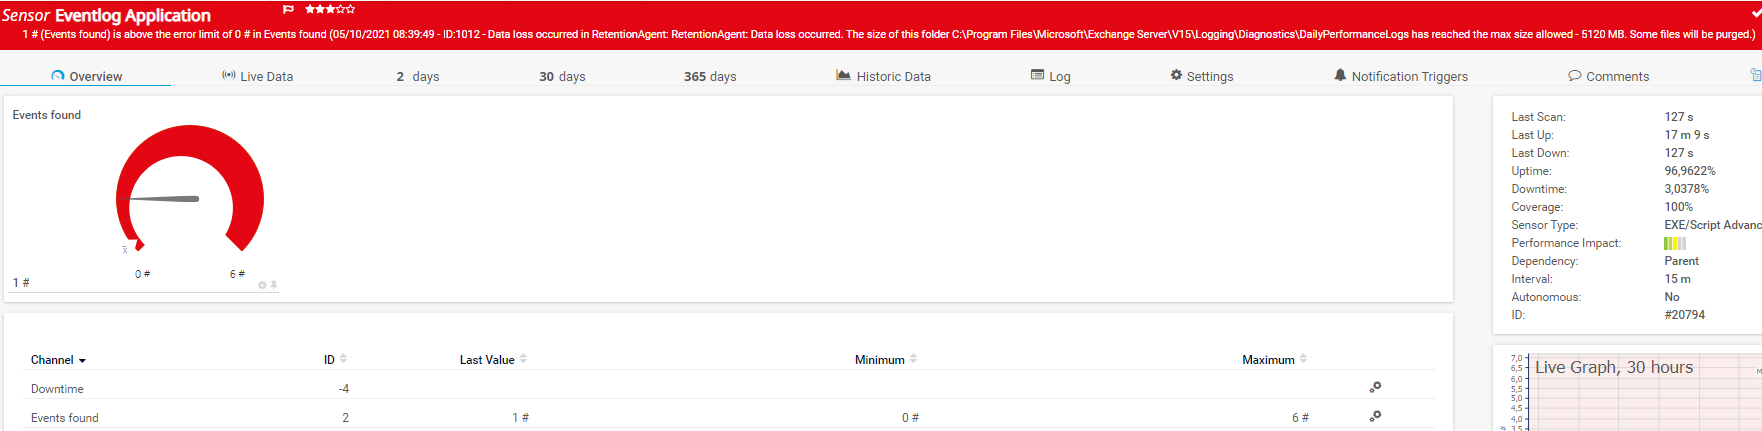 Sensor Eventlog Application
1 # (Events found) is above the error limit of 0 # in Events found (05/10/2021 08:39:49 - ID:1012 - Data loss occurred in RetentionAgent: RetentionAgent: Data loss occurred. The size of this folder C:\Program Files\Microsoft\Exchange Server\V15\Logging\Diagnostics\DailyPerformanceLogs has reached the max size allowed - 5120 MB. Some files will be purged.)
Overview Live Data 2 days 30 days 365 days Historic Data Log Settings Notification Triggers Comments
Events found
0 # 6 #
1 #
Channel ID Last Value Minimum Maximum
Downtime -4
Events found 2 1 # 0 # 6 #
Last Scan: 127 s
Last Up: 17 m 9 s
Last Down: 127 s
Uptime: 96,9622%
Downtime: 3,0378%
Coverage: 100%
Sensor Type: EXE/Script Advanc
Performance Impact:
Dependency: Parent
Interval: 15 m
Autonomous: No
ID: #20794
Live Graph, 30 hours
7,0
6,5
6,0
5,5
5,0
4,5
4,0
3,5